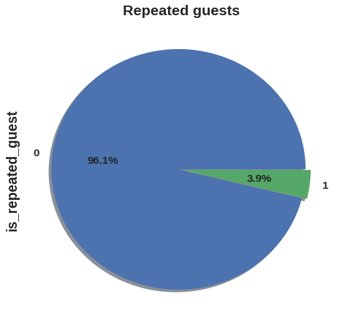 Repeated guests
is_repeated_guest
0
96.1%
3.9%
1